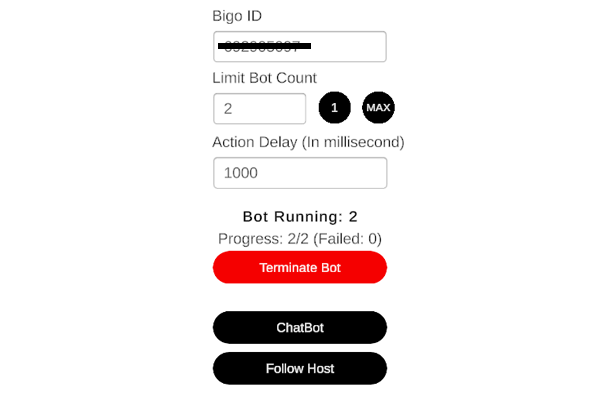 Bigo ID
Limit Bot Count
2
1
MAX
Action Delay (In millisecond)
1000
Bot Running: 2
Progress: 2/2 (Failed: 0)
Terminate Bot
ChatBot
Follow Host